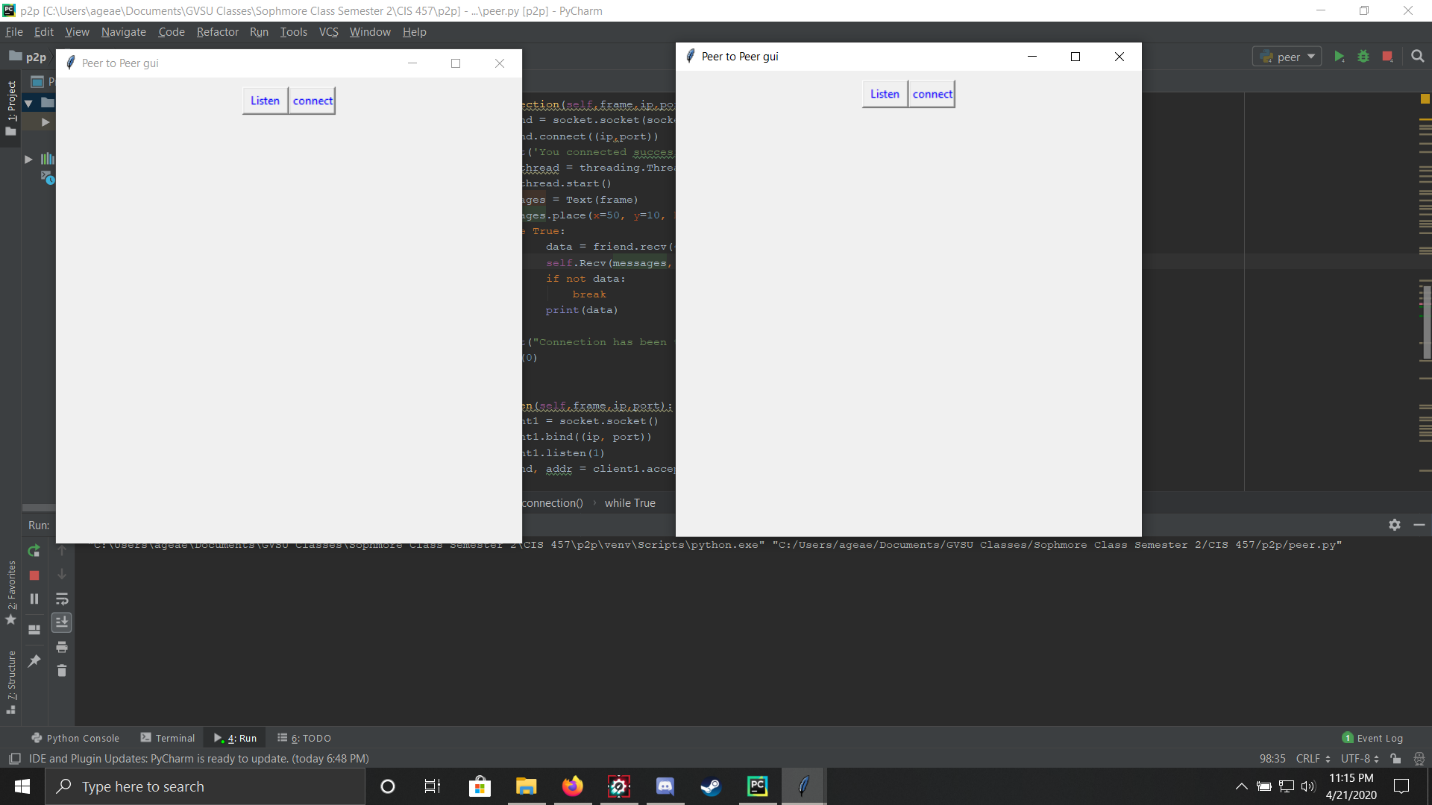 p2p [C:\Users\ageae\Documents\GVSU Classes\Sophmore Class Semester 2\CIS 457\p2p] - ...\peer.py [p2p] - PyCharm
File Edit View Navigate Code Refactor Run Tools VCS Window Help
p2p
peer
Peer to Peer gui
Listen connect
Peer to Peer gui
Listen connect
1: Project
P
ection(self,frame,ip,po
nd = socket.socket(sock
nd.connect((ip,port))
t('You connected succes
thread = threading.Threa
thread.start()
ages = Text(frame)
ages.place(x=50, y=10,
e True:
data = friend.recv(
self.Recv(messages,
if not data:
break
print(data)
t("Connection has been
(0)
en(self,frame,ip,port):
nt1 = socket.socket()
nt1.bind((ip, port))
nt1.listen(1)
nd, addr = client1.accep
connection() › while True
Run:
C:\Users\ageae\Documents\GVSU Classes\Sophmore Class Semester 2\CIS 457\p2p\venv\Scripts\python.exe" "C:/Users/ageae/Documents/GVSU Classes/Sophmore Class Semester 2/CIS 457/p2p/peer.py"
2: Favorites
7: Structure
Python Console Terminal 4: Run 6: TODO
1 Event Log
IDE and Plugin Updates: PyCharm is ready to update. (today 6:48 PM)
98:35 CRLF UTF-8
Type here to search
11:15 PM
4/21/2020